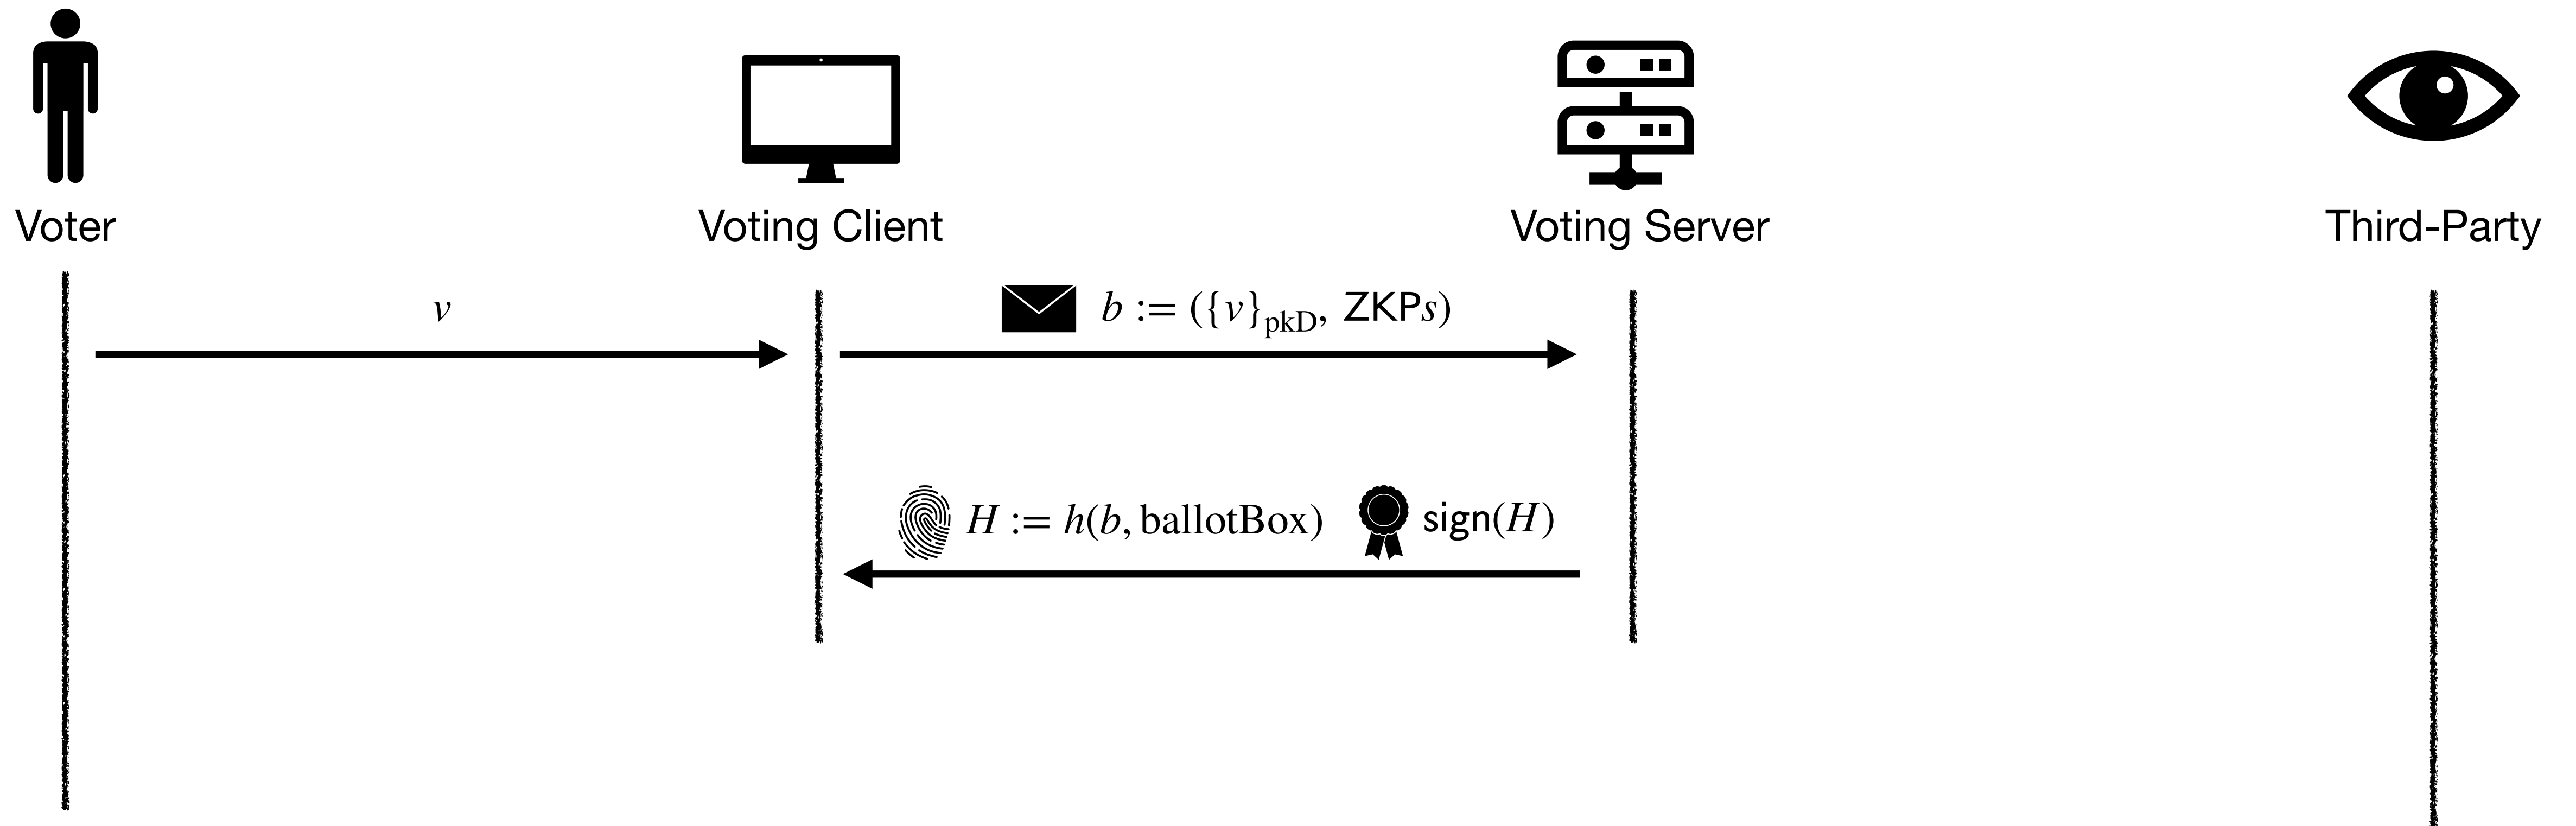 Voter
Voting Client
Voting Server
Third-Party
v
b := ({v}pkD, ZKPs)
H := h(b, ballotBox)
sign(H)